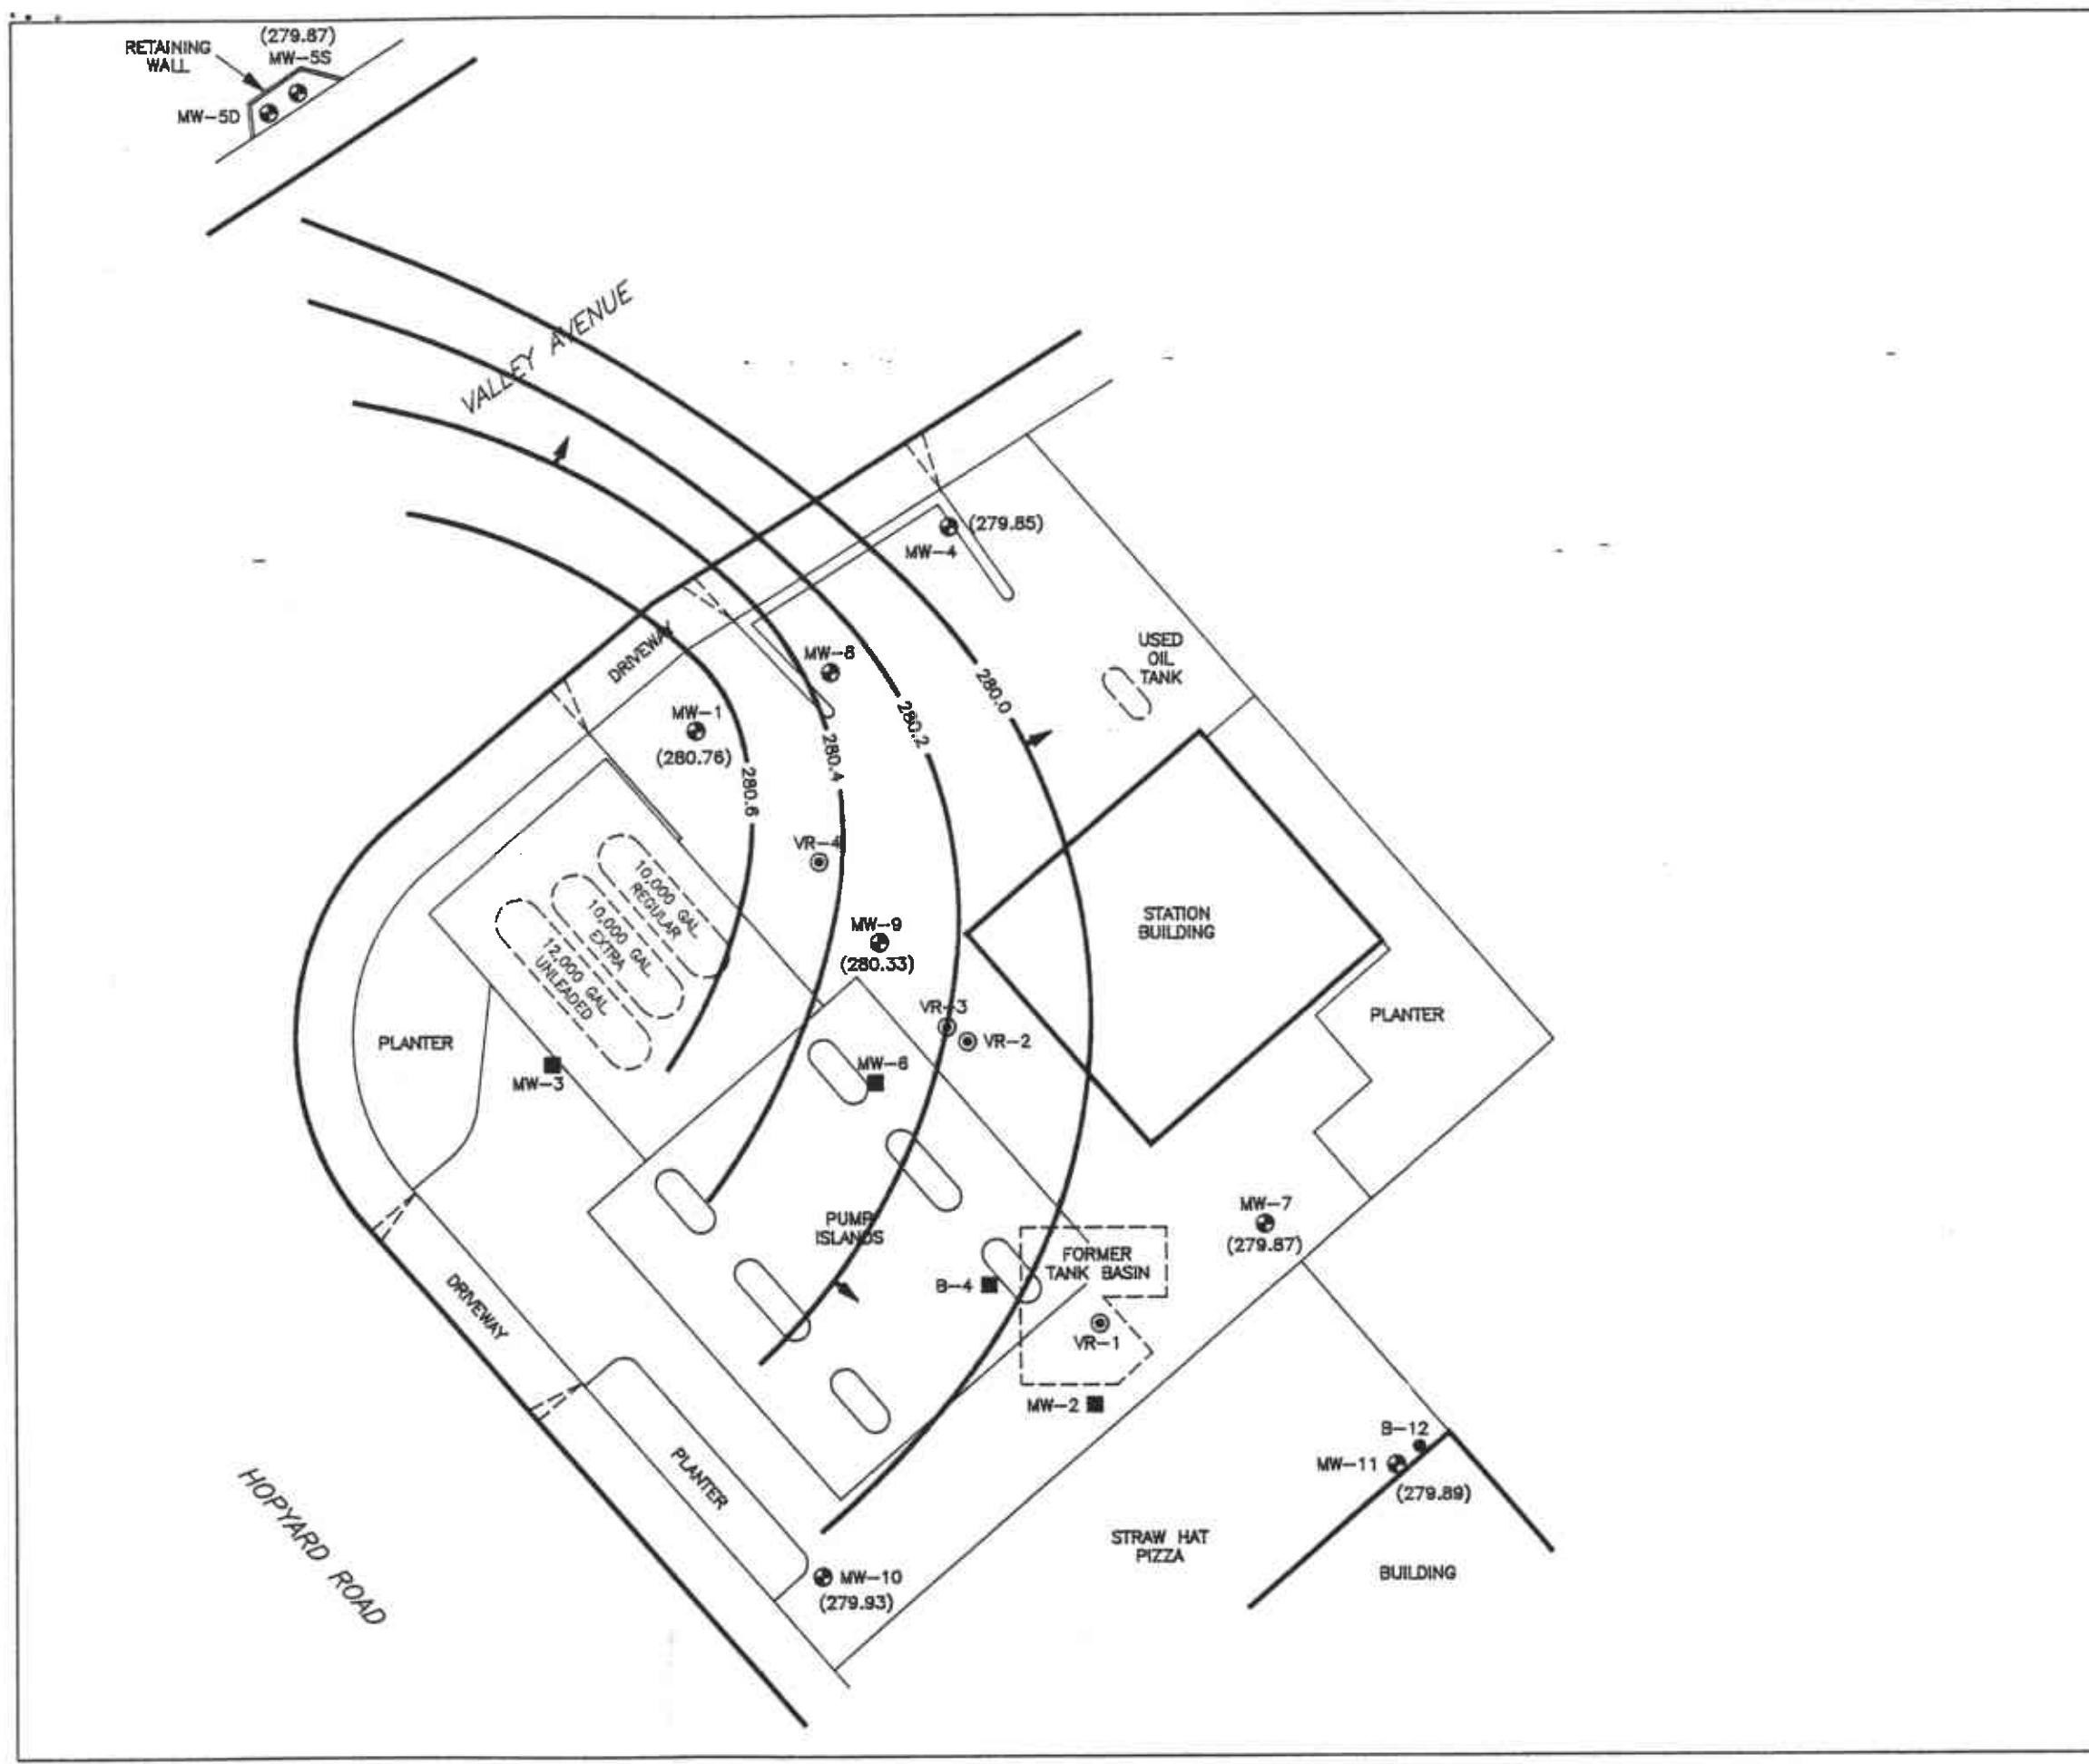 (279.87)
RETAINING
WALL
MW-5S
MW-5D
VALLEY AVENUE
(279.85)
MW-4
DRIVEWAY
MW-8
USED
OIL
TANK
280.0
MW-1
(280.76)
280.2
280.4
280.6
VR-4
10,000 GAL.
REGULAR
10,000 GAL.
EXTRA
12,000 GAL.
UNLEADED
MW-9
(280.33)
STATION
BUILDING
VR-3
VR-2
PLANTER
PLANTER
MW-3
MW-6
MW-7
(279.87)
PUMP
ISLANDS
FORMER
TANK BASIN
B-4
VR-1
DRIVEWAY
MW-2
PLANTER
B-12
MW-11
(279.89)
HOPYARD ROAD
STRAW HAT
PIZZA
BUILDING
MW-10
(279.93)